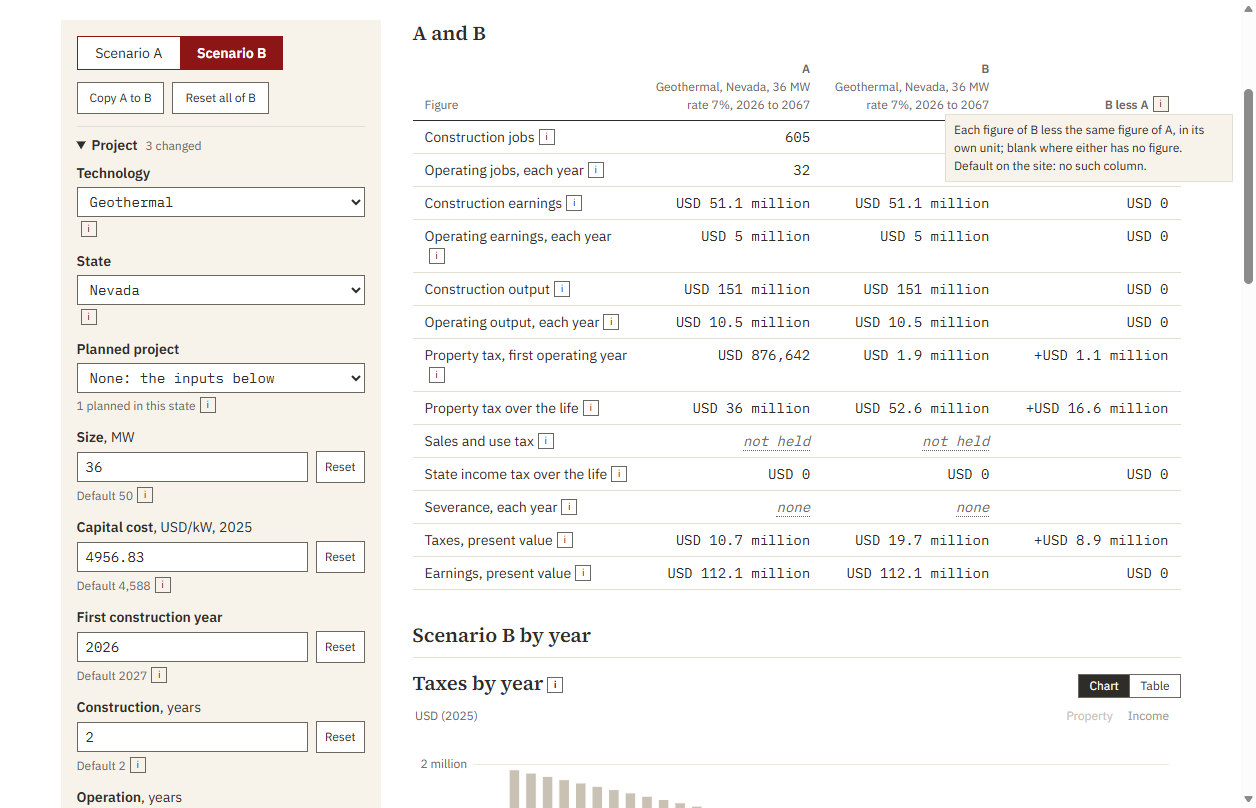 Scenario A
Scenario B
Copy A to B
Reset all of B
▼ Project 3 changed
Technology
Geothermal
i
State
Nevada
i
Planned project
None: the inputs below
1 planned in this state i
Size, MW
36
Reset
Default 50 i
Capital cost, USD/kW, 2025
4956.83
Reset
Default 4,588 i
First construction year
2026
Reset
Default 2027 i
Construction, years
2
Reset
Default 2 i
Operation, years
A and B
A B
Geothermal, Nevada, 36 MW Geothermal, Nevada, 36 MW
Figure rate 7%, 2026 to 2067 rate 7%, 2026 to 2067 B less A i
Each figure of B less the same figure of A, in its
own unit; blank where either has no figure.
Default on the site: no such column.
Construction jobs i 605
Operating jobs, each year i 32
Construction earnings i USD 51.1 million USD 51.1 million USD 0
Operating earnings, each year USD 5 million USD 5 million USD 0
i
Construction output i USD 151 million USD 151 million USD 0
Operating output, each year i USD 10.5 million USD 10.5 million USD 0
Property tax, first operating year USD 876,642 USD 1.9 million +USD 1.1 million
i
Property tax over the life i USD 36 million USD 52.6 million +USD 16.6 million
Sales and use tax i not held not held
State income tax over the life i USD 0 USD 0 USD 0
Severance, each year i none none
Taxes, present value i USD 10.7 million USD 19.7 million +USD 8.9 million
Earnings, present value i USD 112.1 million USD 112.1 million USD 0
Scenario B by year
Taxes by year i
Chart Table
USD (2025) Property Income
2 million